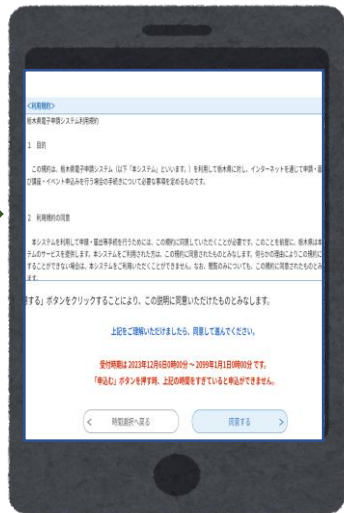 <利用規約>
栃木県電子申請システム利用規約
1 目的
この規約は、栃木県電子申請システム（以下「本システム」といいます。）を利用して栃木県に対し、インターネットを通じて申請・届
び講座・イベント申込みを行う場合の手続きについて必要な事項を定めるものです。
2 利用規約の同意
本システムを利用して申請・届出等手続を行うためには、この規約に同意していただくことが必要です。このことを前提に、栃木県は本
テムのサービスを提供します。本システムをご利用された方は、この規約に同意されたものとみなします。何らかの理由によりこの規約に
することができない場合は、本システムをご利用いただくことができません。なお、閲覧のみについても、この規約に同意されたものとみ
ます。
する」ボタンをクリックすることにより、この説明に同意いただけたものとみなします。
上記をご理解いただけましたら、同意して進んでください。
受付時期は 2023年12月6日0時00分 ～ 2099年1月1日0時00分 です。
「申込む」ボタンを押す時、上記の時間をすぎていると申込ができません。
< 時間選択へ戻る
同意する >